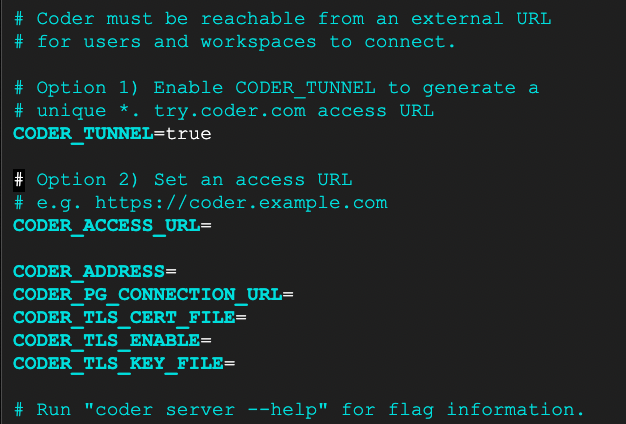 # Coder must be reachable from an external URL
# for users and workspaces to connect.
# Option 1) Enable CODER_TUNNEL to generate a
# unique *. try.coder.com access URL
CODER_TUNNEL=true
# Option 2) Set an access URL
# e.g. https://coder.example.com
CODER_ACCESS_URL=
CODER_ADDRESS=
CODER_PG_CONNECTION_URL=
CODER_TLS_CERT_FILE=
CODER_TLS_ENABLE=
CODER_TLS_KEY_FILE=
# Run "coder server --help" for flag information.